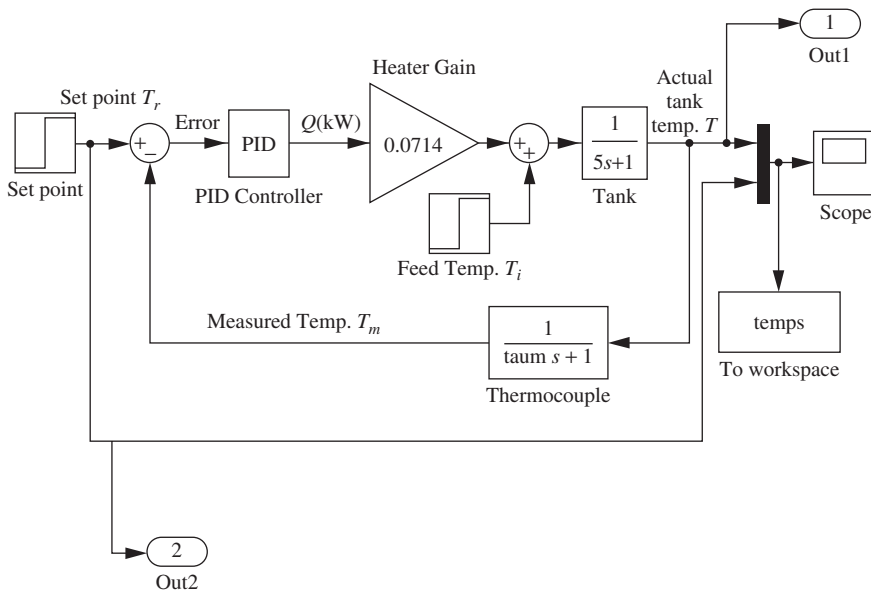 1
Out1
Heater Gain
Actual
tank
temp. T
Set point T_r
Error
Q(kW)
+
−
PID
0.0714
+
+
1
5s+1
Set point
PID Controller
Tank
Scope
Feed Temp. T_i
Measured Temp. T_m
1
taum s + 1
Thermocouple
temps
To workspace
2
Out2